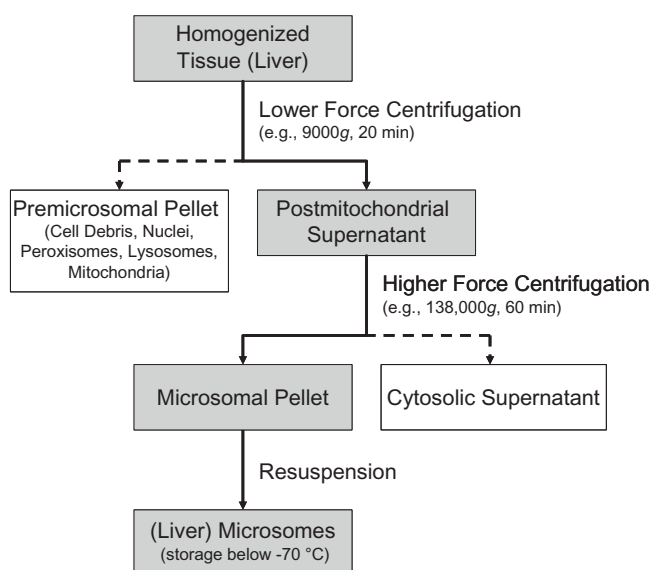 Homogenized
Tissue (Liver)
Lower Force Centrifugation
(e.g., 9000g, 20 min)
Premicrosomal Pellet
(Cell Debris, Nuclei,
Peroxisomes, Lysosomes,
Mitochondria)
Postmitochondrial
Supernatant
Higher Force Centrifugation
(e.g., 138,000g, 60 min)
Microsomal Pellet
Cytosolic Supernatant
Resuspension
(Liver) Microsomes
(storage below -70 °C)